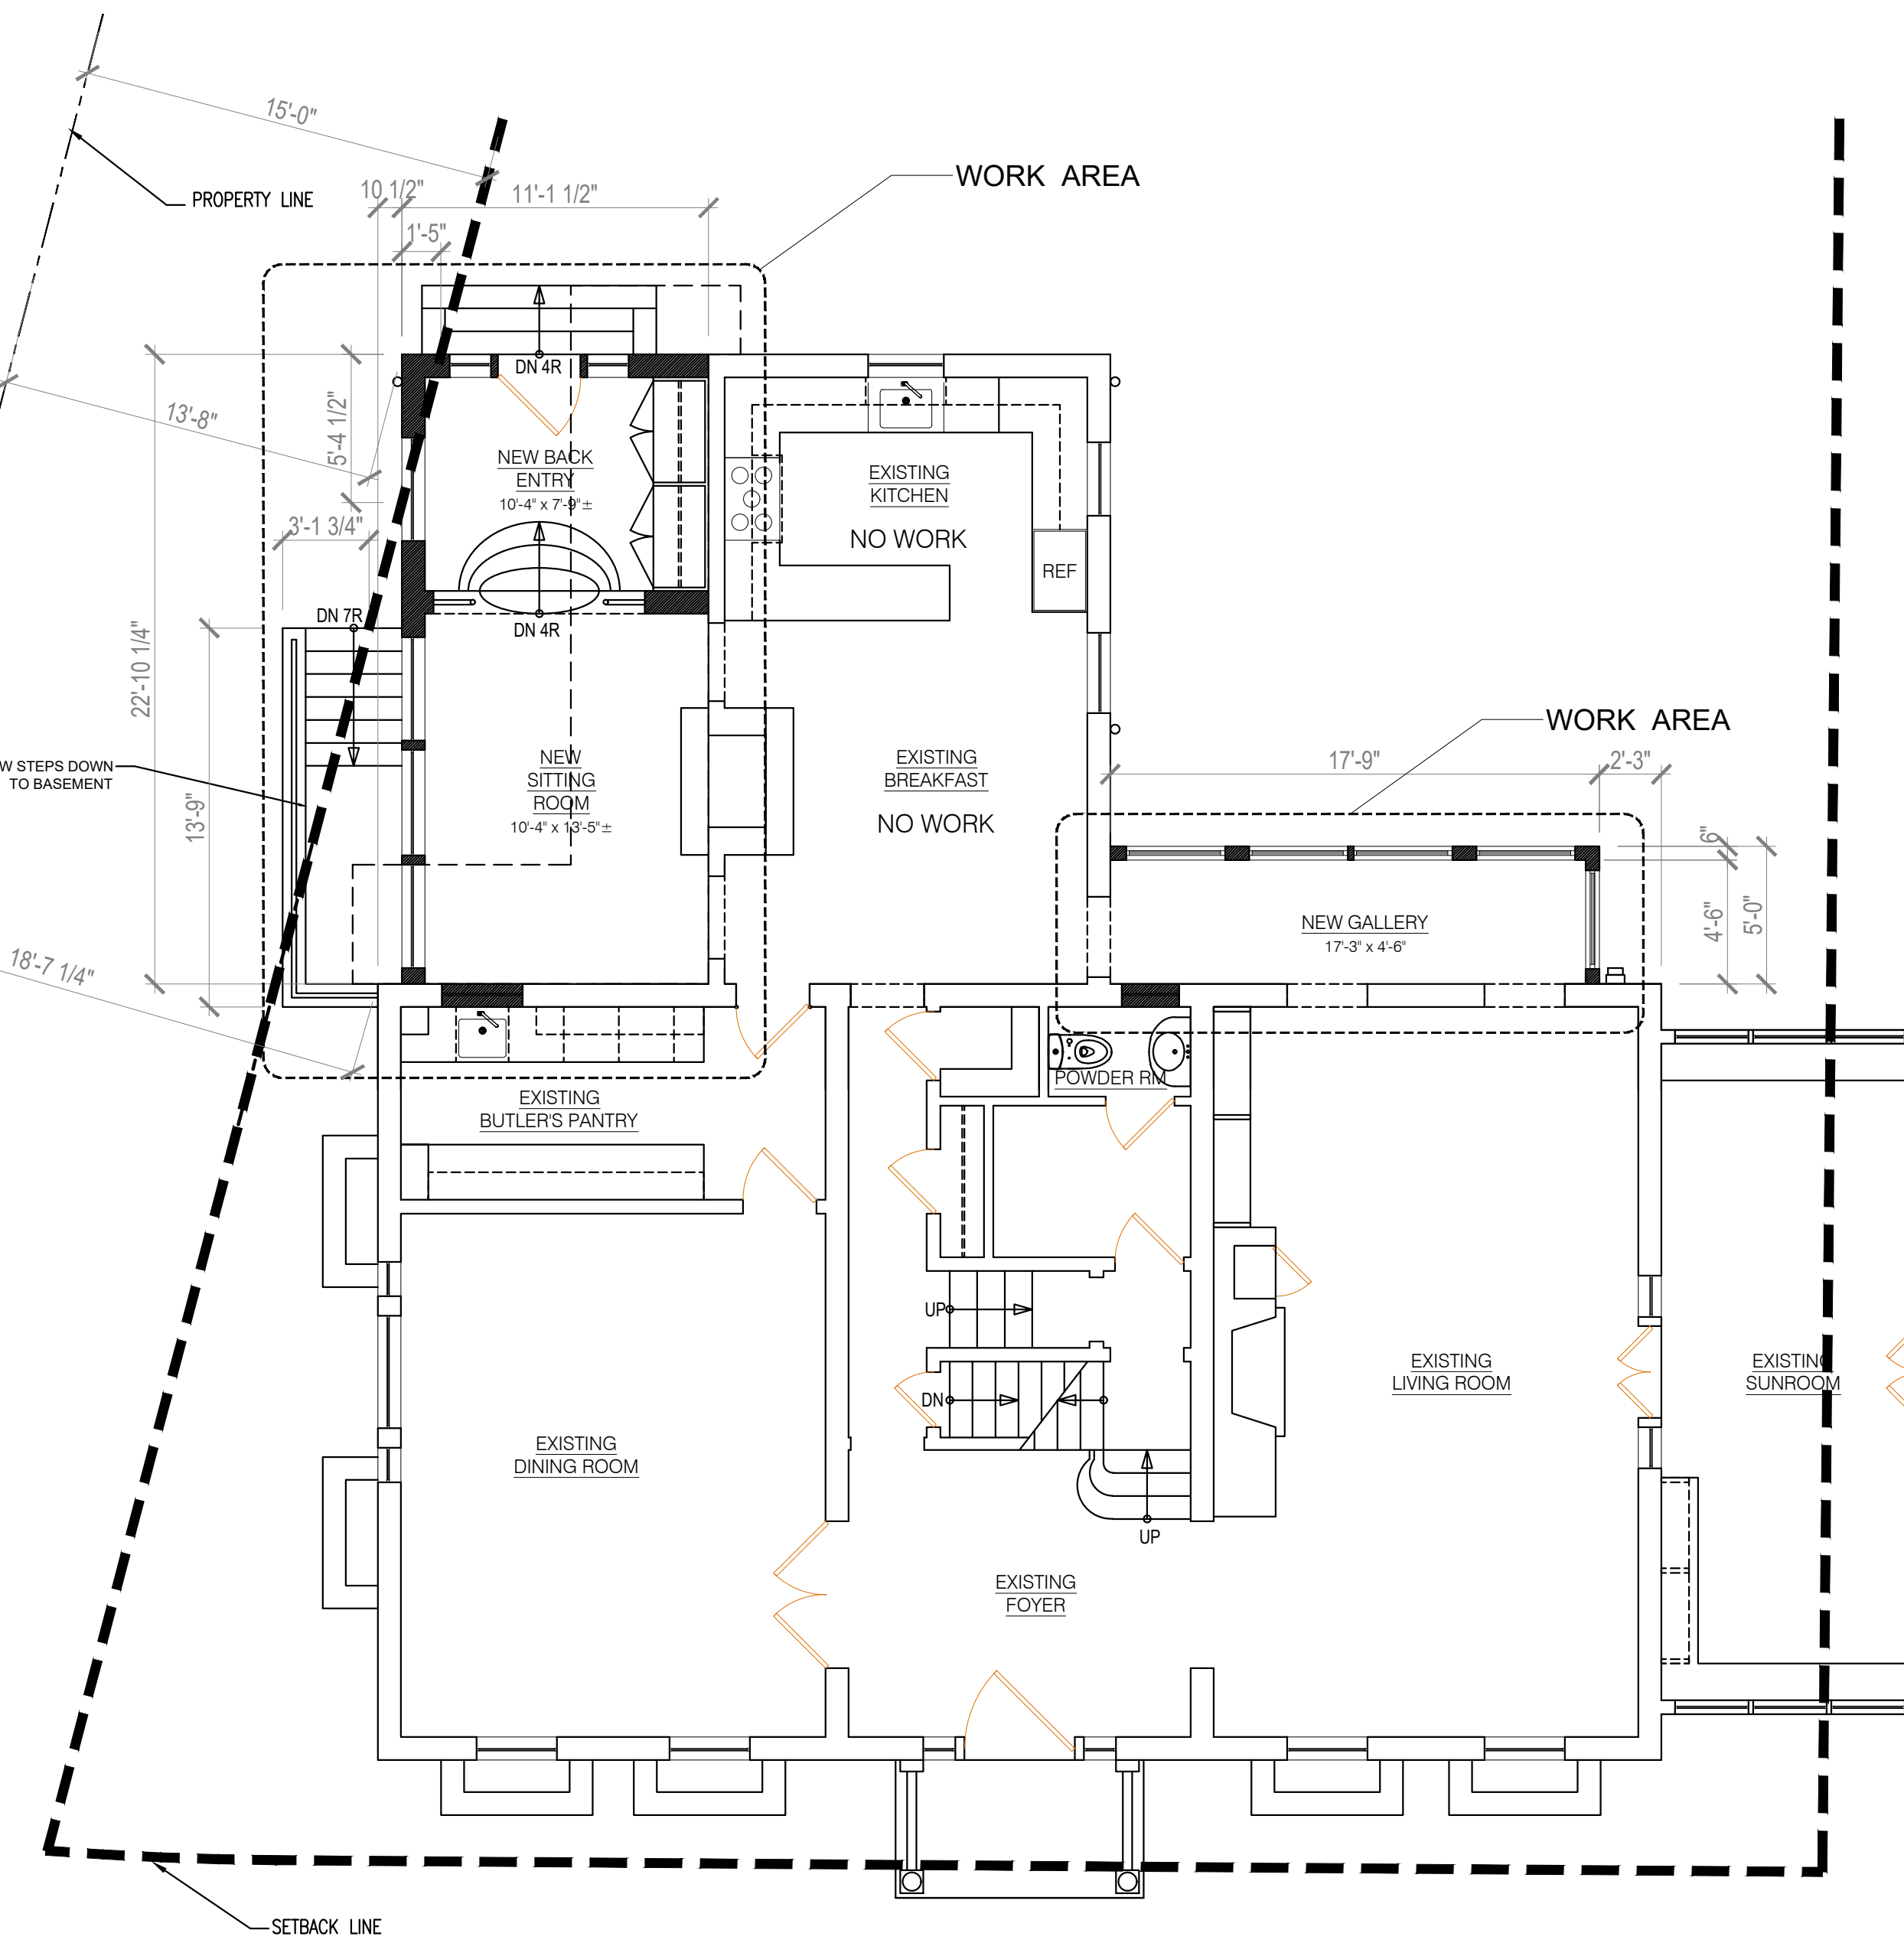 15'-0"
PROPERTY LINE
10 1/2"
11'-1 1/2"
1'-5"
WORK AREA
13'-8"
5'-4 1/2"
DN 4R
NEW BACK
ENTRY
10'-4" x 7'-9"±
EXISTING
KITCHEN
NO WORK
REF
3'-1 3/4"
DN 7R
DN 4R
22'-10 1/4"
13'-9"
W STEPS DOWN
TO BASEMENT
NEW
SITTING
ROOM
10'-4" x 13'-5"±
EXISTING
BREAKFAST
NO WORK
WORK AREA
17'-9"
2'-3"
6"
4'-6"
5'-0"
NEW GALLERY
17'-3" x 4'-6"
18'-7 1/4"
POWDER RM
EXISTING
BUTLER'S PANTRY
UP
DN
UP
EXISTING
LIVING ROOM
EXISTING
SUNROOM
EXISTING
DINING ROOM
EXISTING
FOYER
SETBACK LINE